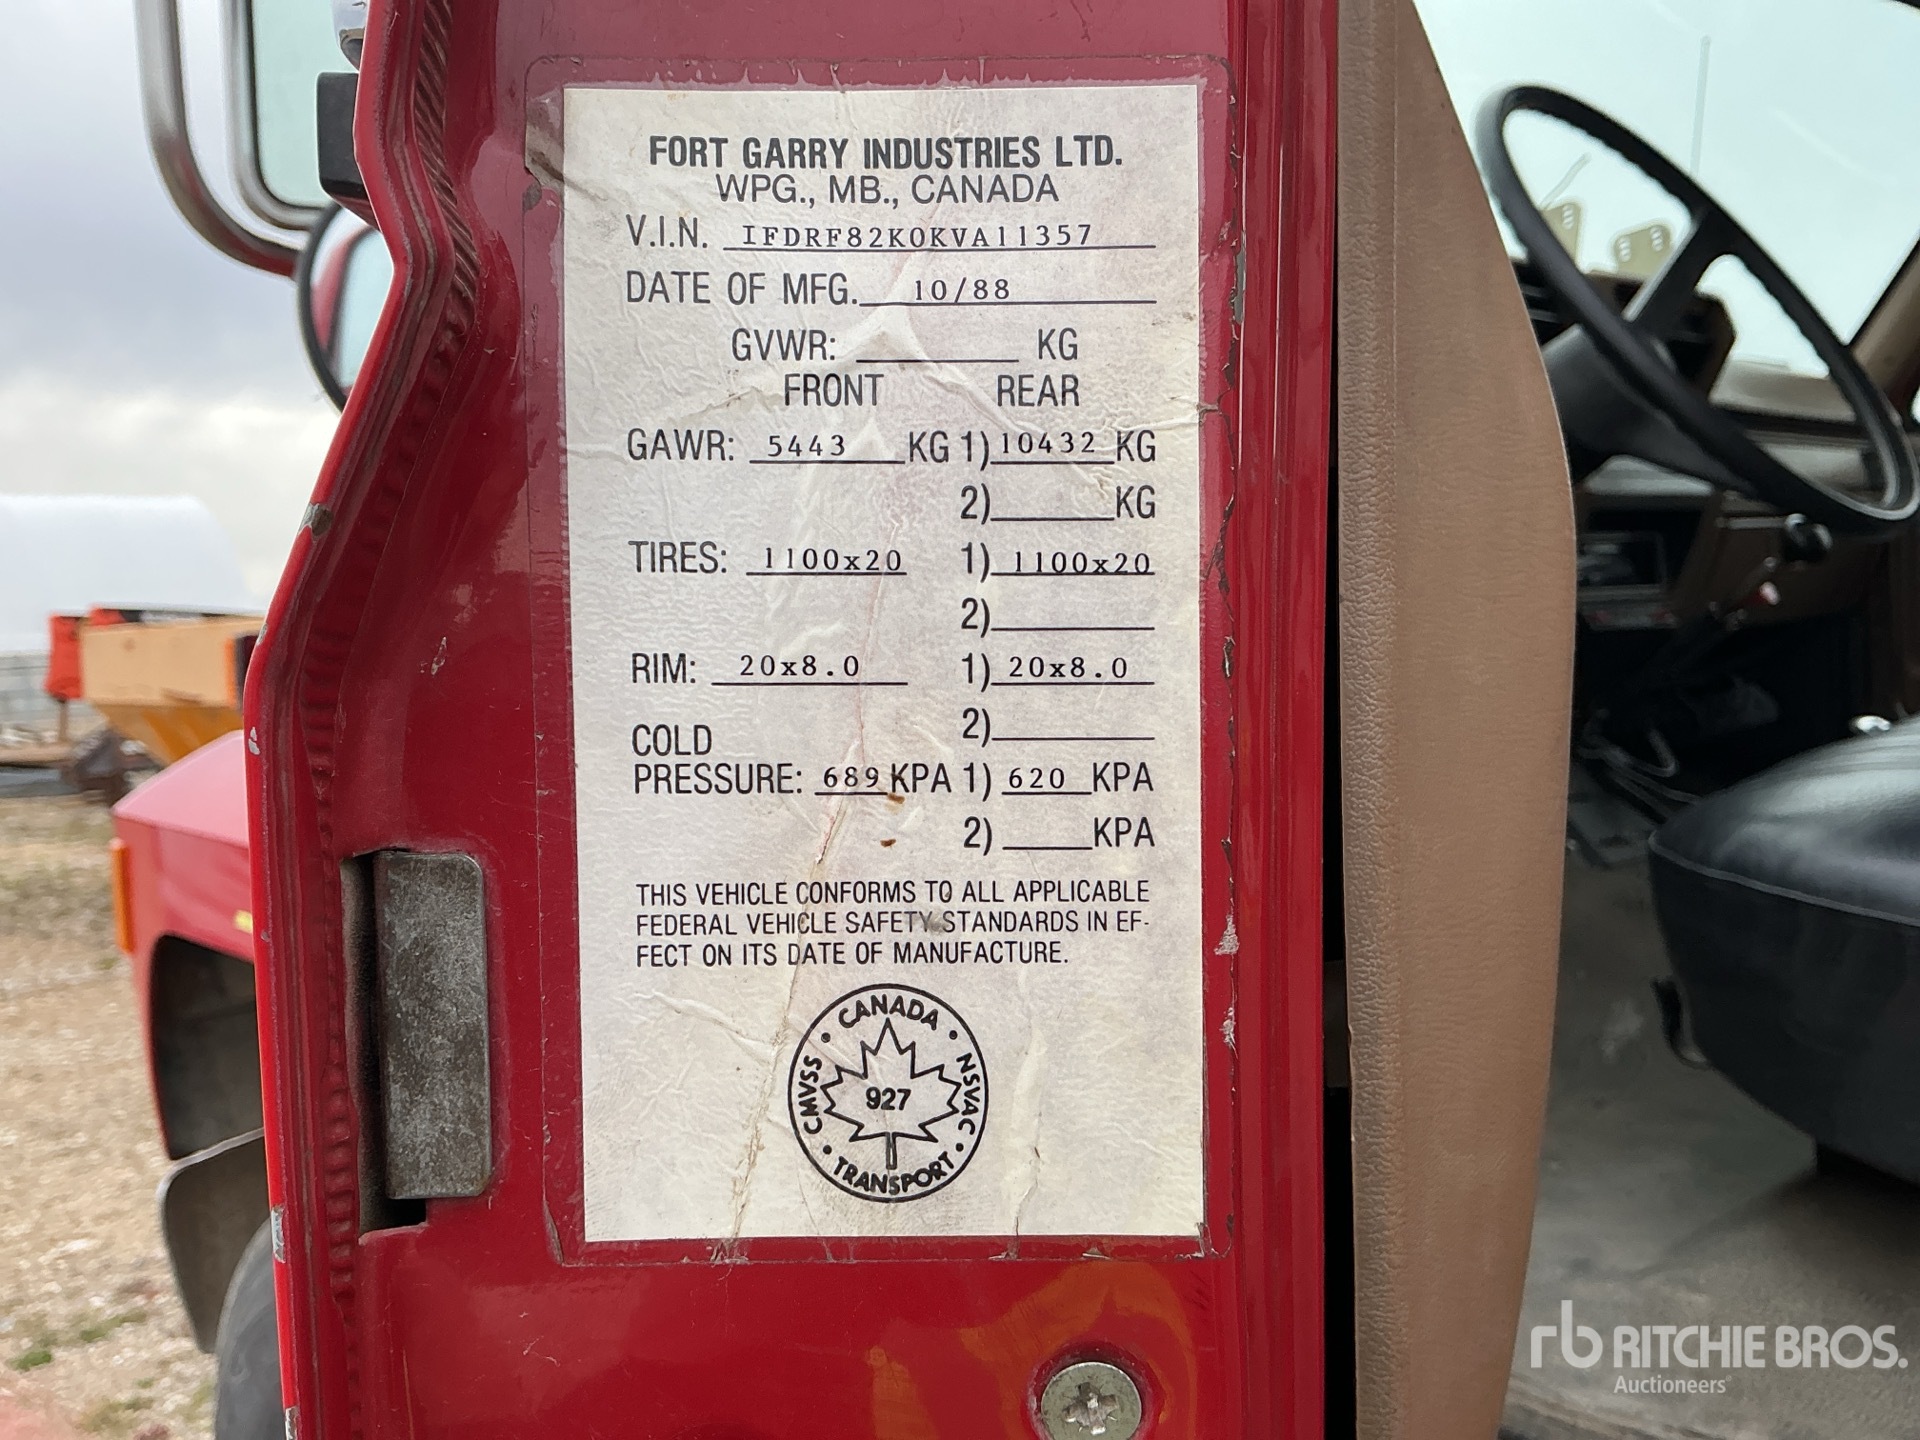 FORT GARRY INDUSTRIES LTD.
WPG., MB., CANADA
V.I.N. IFDRF82K0KVA11357
DATE OF MFG. 10/88
GVWR: KG
FRONT REAR
GAWR: 5443 KG 1) 10432 KG
2) KG
TIRES: 1100x20 1) 1100x20
2)
RIM: 20x8.0 1) 20x8.0
2)
COLD
PRESSURE: 689 KPA 1) 620 KPA
2) KPA
THIS VEHICLE CONFORMS TO ALL APPLICABLE
FEDERAL VEHICLE SAFETY STANDARDS IN EF-
FECT ON ITS DATE OF MANUFACTURE.
CANADA
CMVSS • NSVAC
927
TRANSPORT
rb RITCHIE BROS.
Auctioneers